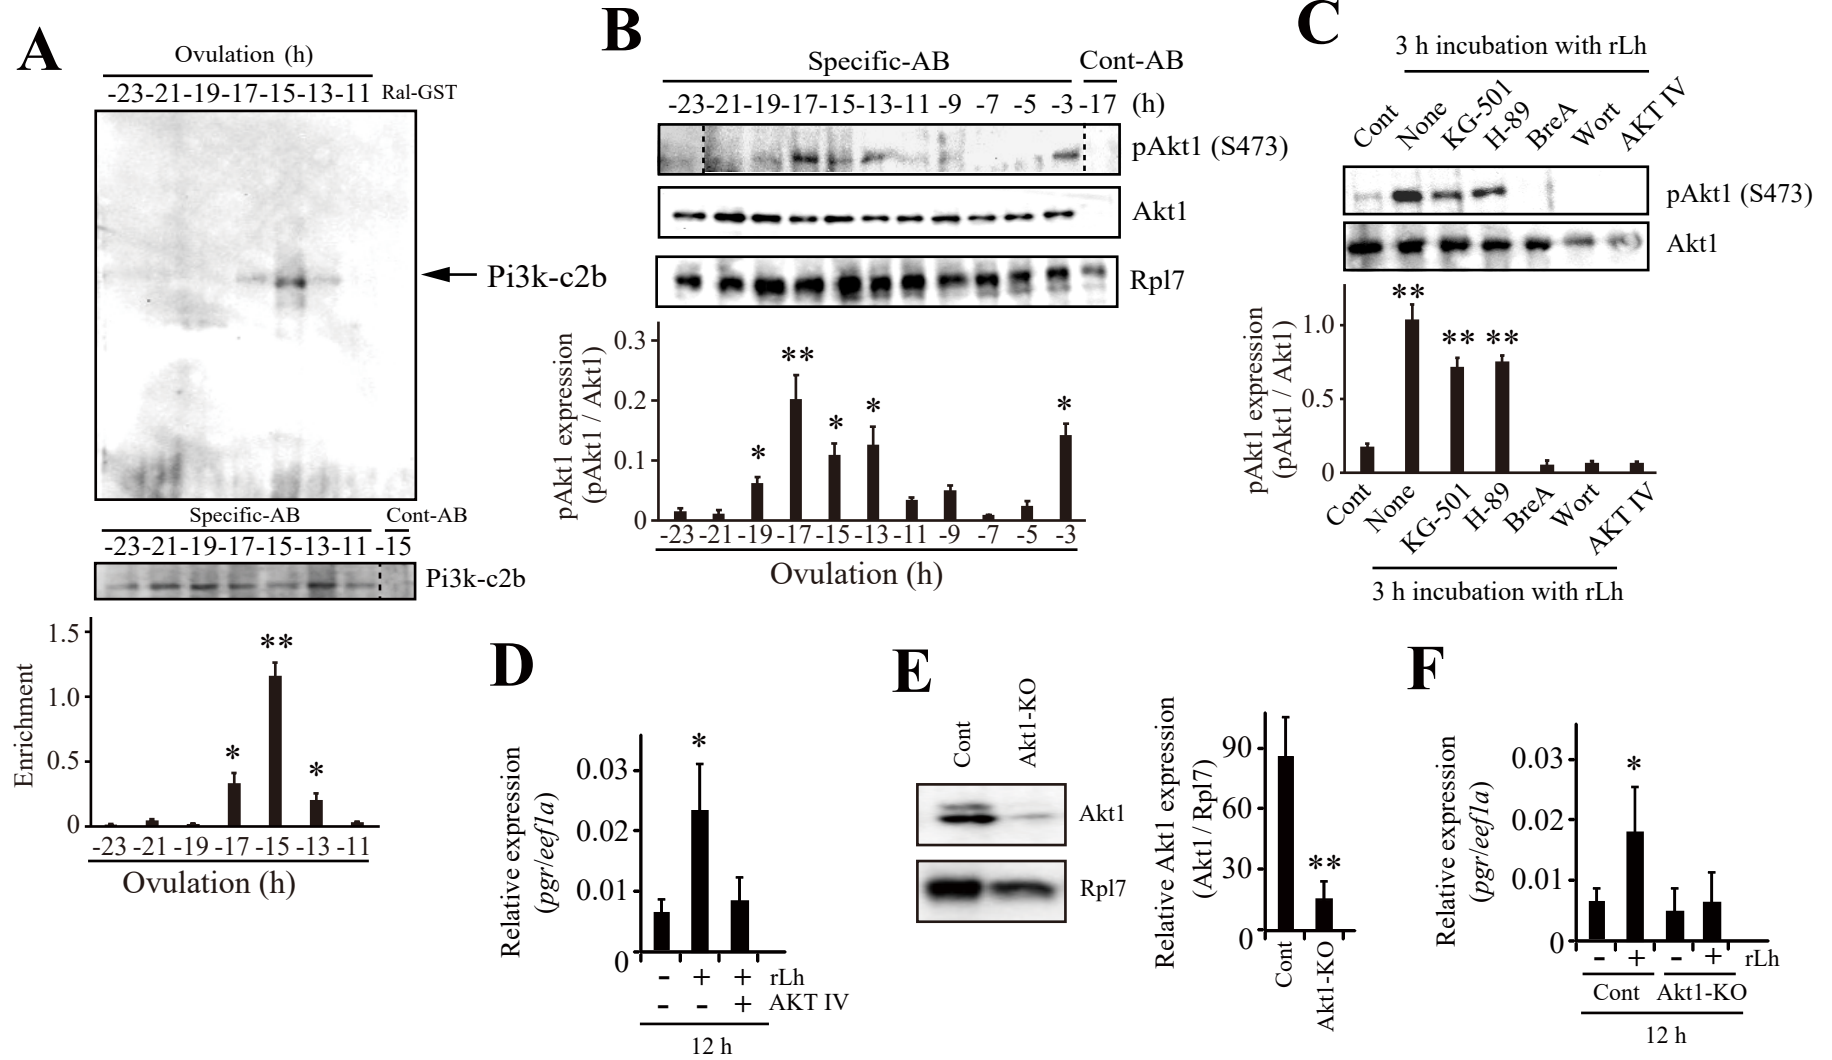 A
Ovulation (h)
-23-21-19-17-15-13-11 Ral-GST
Pi3k-c2b
Specific-AB Cont-AB
-23-21-19-17-15-13-11 -15
Pi3k-c2b
Enrichment
1.5
1.0
0.5
0
*
**
*
-23 -21 -19 -17 -15 -13 -11
Ovulation (h)
B
Specific-AB Cont-AB
-23-21-19-17-15-13-11 -9 -7 -5 -3 -17 (h)
pAkt1 (S473)
Akt1
Rpl7
pAkt1 expression
(pAkt1 / Akt1)
0.3
0.2
0.1
0
*
**
*
*
*
-23 -21 -19 -17 -15 -13 -11 -9 -7 -5 -3
Ovulation (h)
C
3 h incubation with rLh
Cont None KG-501 H-89 BreA Wort AKT IV
pAkt1 (S473)
Akt1
pAkt1 expression
(pAkt1 / Akt1)
1.0
0.5
0
**
** **
Cont None KG-501 H-89 BreA Wort AKT IV
3 h incubation with rLh
D
Relative expression
(pgr/eef1a)
0.03
0.02
0.01
0
*
- + + rLh
- - + AKT IV
12 h
E
Cont Akt1-KO
Akt1
Rpl7
Relative Akt1 expression
(Akt1 / Rpl7)
90
60
30
0
**
Cont Akt1-KO
F
Relative expression
(pgr/eef1a)
0.03
0.02
0.01
0
*
- + - + rLh
Cont Akt1-KO
12 h